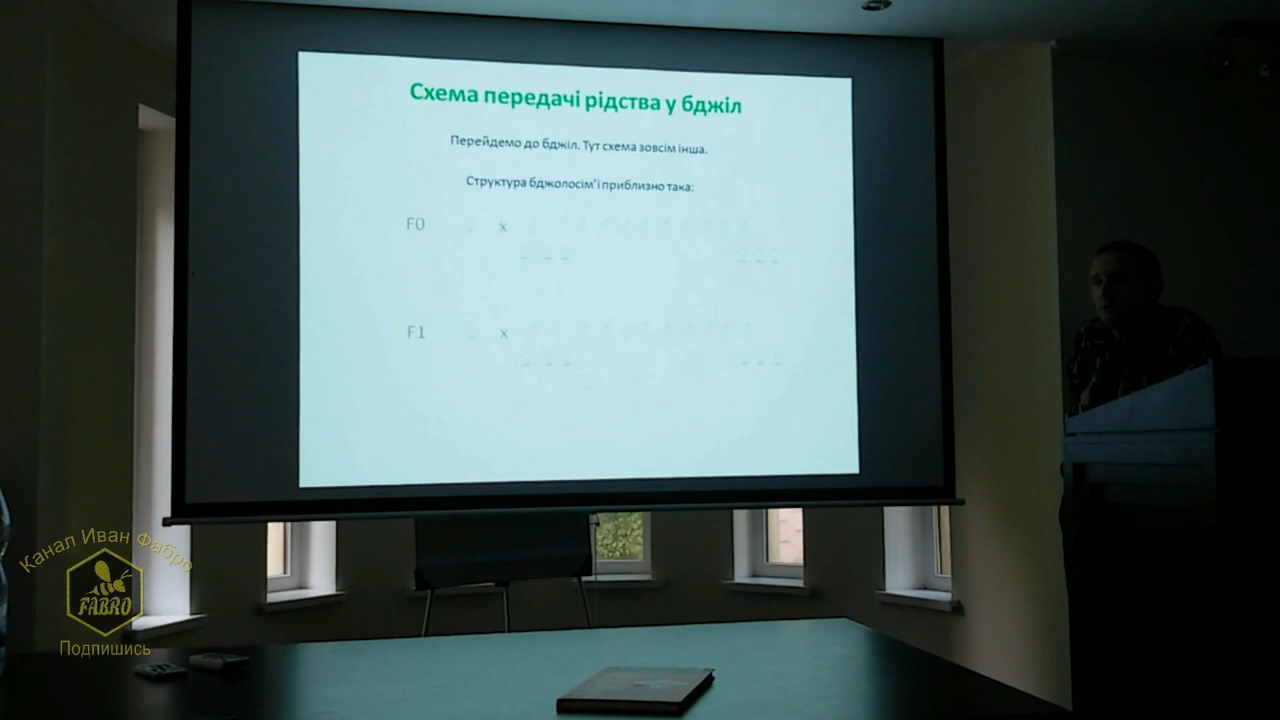 Схема передачі рідства у бджіл
Перейдемо до бджіл. Тут схема зовсім інша.
Структура бджолосім'ї приблизно така:
F0 x
F1 x
Канал Иван Фабро
FABRO
Подпишись